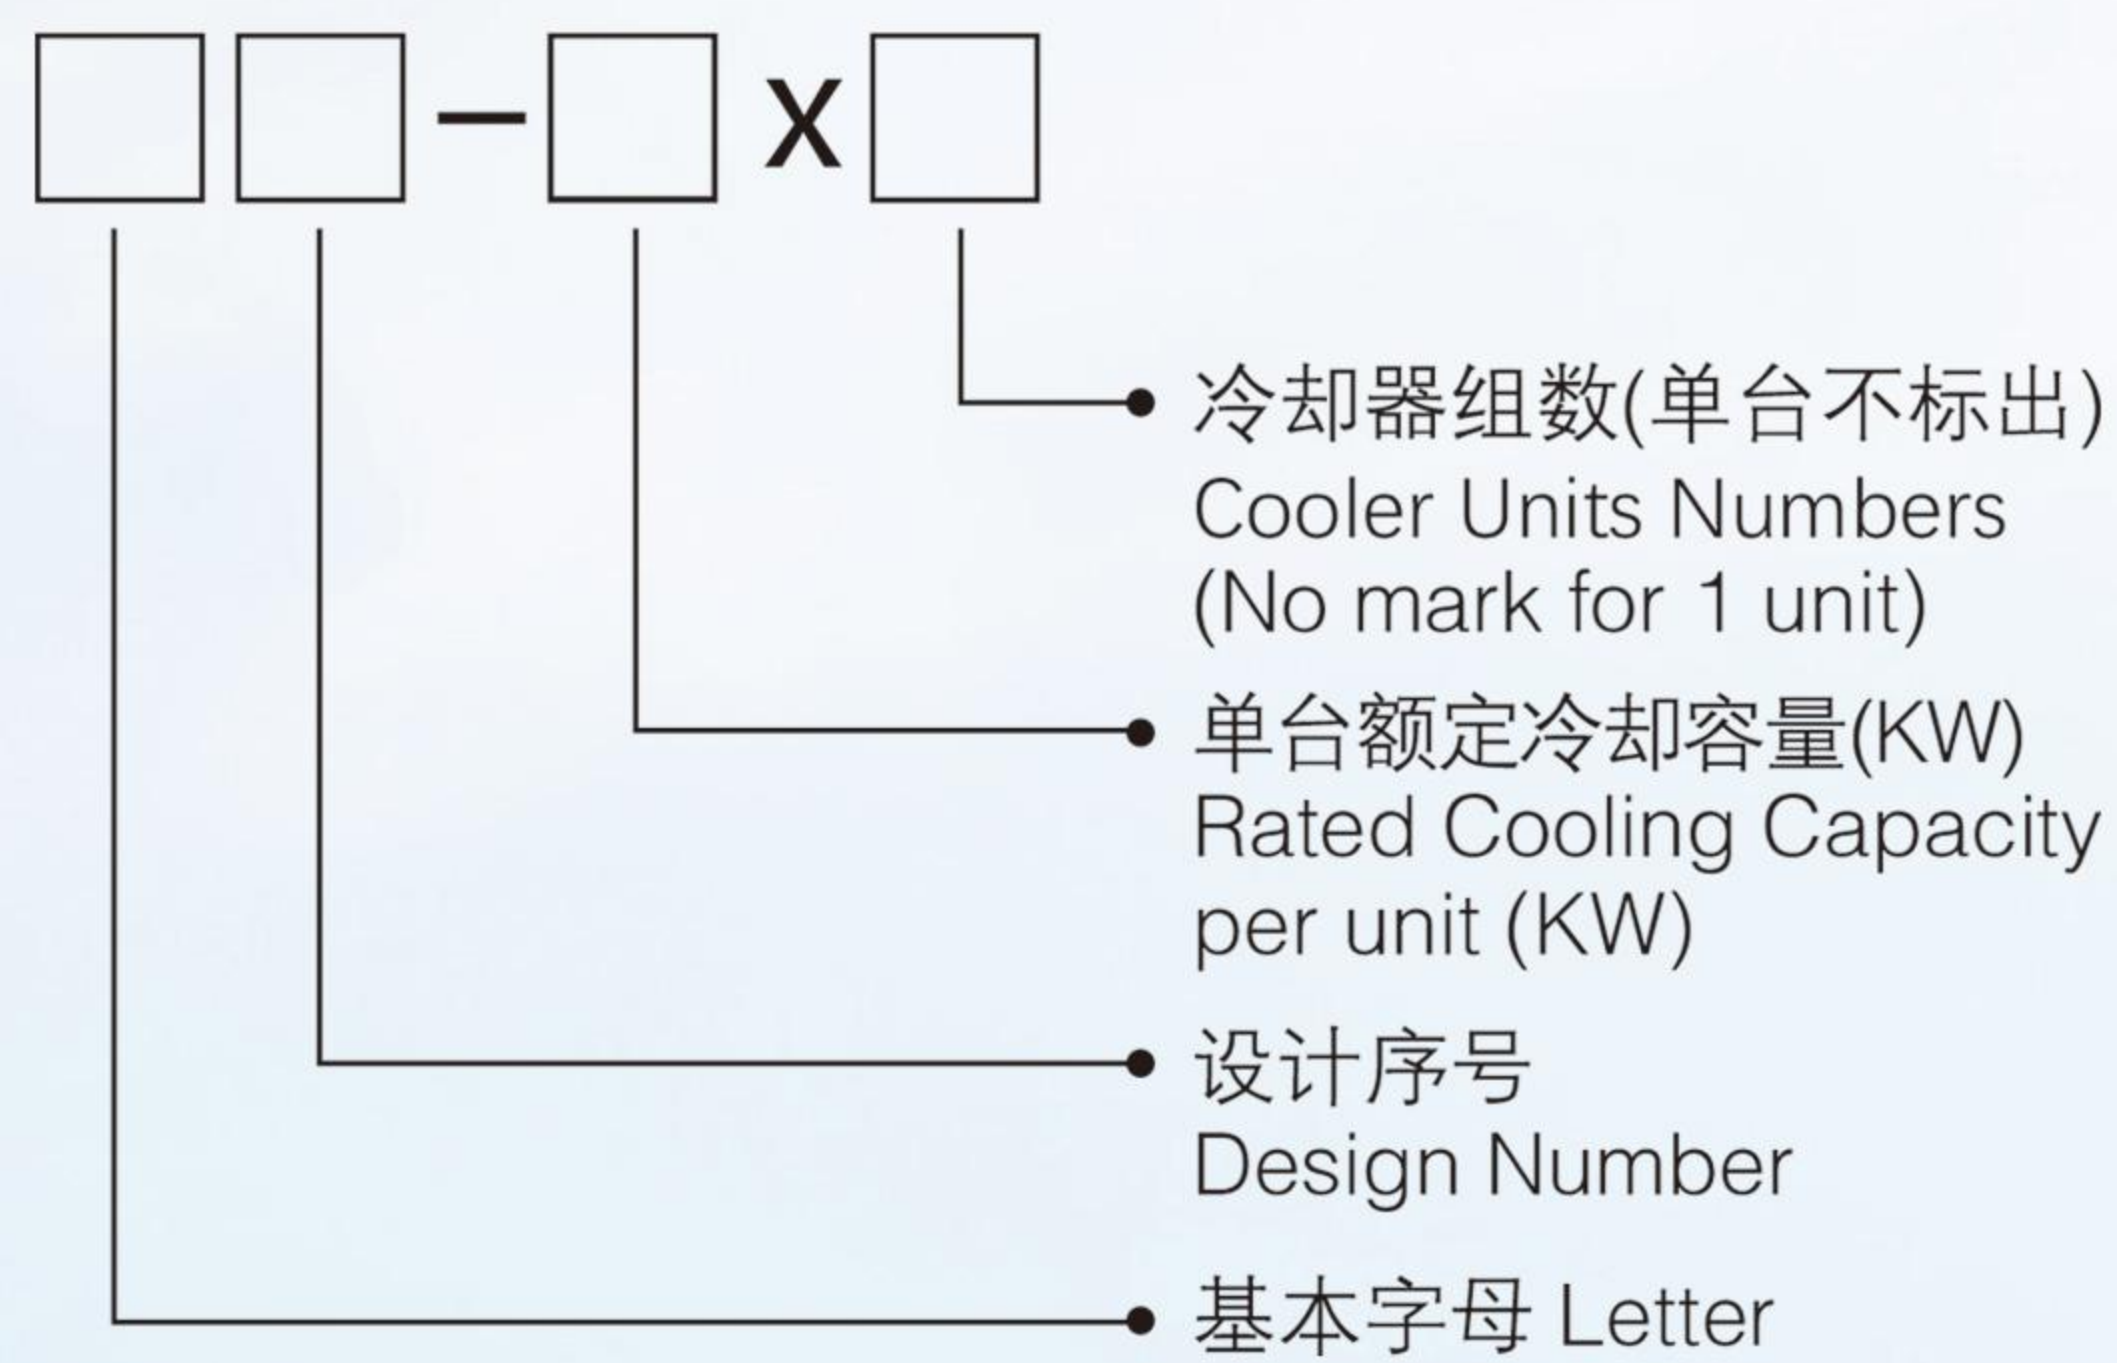 □□－□X□
冷却器组数(单台不标出)
Cooler Units Numbers
(No mark for 1 unit)
单台额定冷却容量(KW)
Rated Cooling Capacity
per unit (KW)
设计序号
Design Number
基本字母 Letter